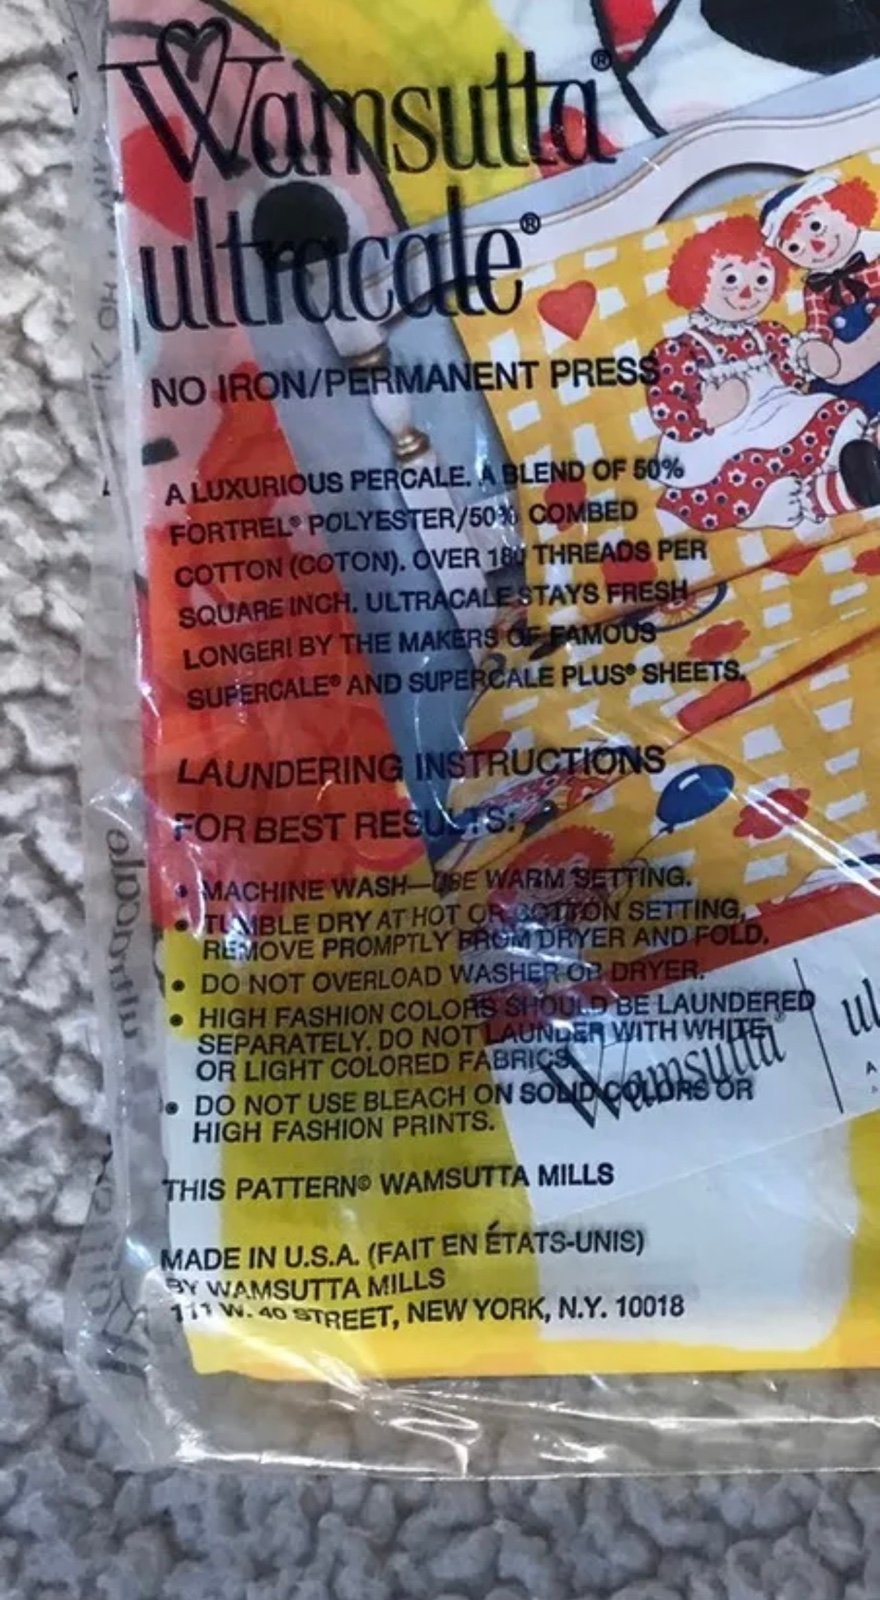 Wamsutta®
ultracale®
NO IRON/PERMANENT PRESS
A LUXURIOUS PERCALE. A BLEND OF 50%
FORTREL® POLYESTER/50% COMBED
COTTON (COTON). OVER 180 THREADS PER
SQUARE INCH. ULTRACALE STAYS FRESH
LONGER! BY THE MAKERS OF FAMOUS
SUPERCALE® AND SUPERCALE PLUS® SHEETS.
LAUNDERING INSTRUCTIONS
FOR BEST RESULTS:
• MACHINE WASH—USE WARM SETTING.
• TUMBLE DRY AT HOT OR COTTON SETTING,
REMOVE PROMPTLY FROM DRYER AND FOLD.
• DO NOT OVERLOAD WASHER OR DRYER.
• HIGH FASHION COLORS SHOULD BE LAUNDERED
SEPARATELY. DO NOT LAUNDER WITH WHITE
OR LIGHT COLORED FABRICS.
• DO NOT USE BLEACH ON SOLID COLORS OR
HIGH FASHION PRINTS.
Wamsutta® | ul
THIS PATTERN© WAMSUTTA MILLS
MADE IN U.S.A. (FAIT EN ÉTATS-UNIS)
BY WAMSUTTA MILLS
111 W. 40 STREET, NEW YORK, N.Y. 10018
ultracale